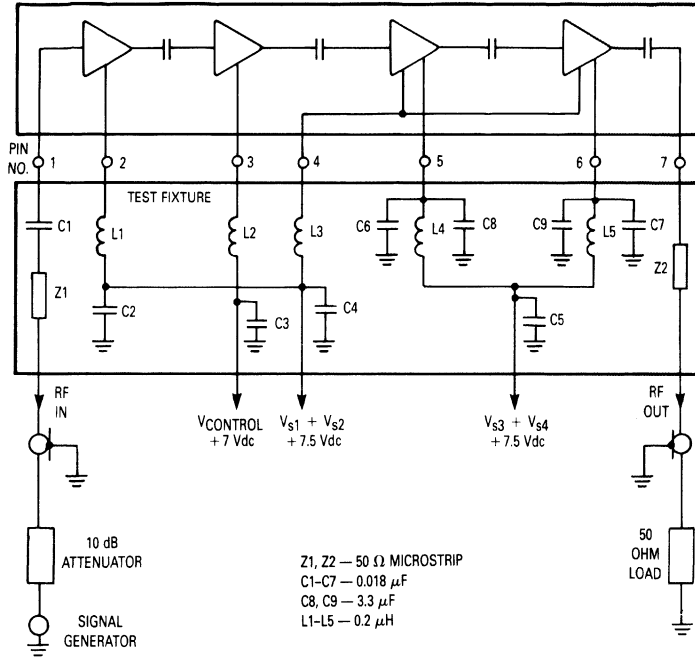 PIN
NO.
1
2
3
4
5
6
7
TEST FIXTURE
C1
L1
L2
L3
C6
L4
C8
C9
L5
C7
Z1
C2
C3
C4
C5
Z2
RF
IN
VCONTROL
+ 7 Vdc
Vs1 + Vs2
+ 7.5 Vdc
Vs3 + Vs4
+ 7.5 Vdc
RF
OUT
10 dB
ATTENUATOR
SIGNAL
GENERATOR
Z1, Z2 — 50 Ω MICROSTRIP
C1–C7 — 0.018 μF
C8, C9 — 3.3 μF
L1–L5 — 0.2 μH
50
OHM
LOAD